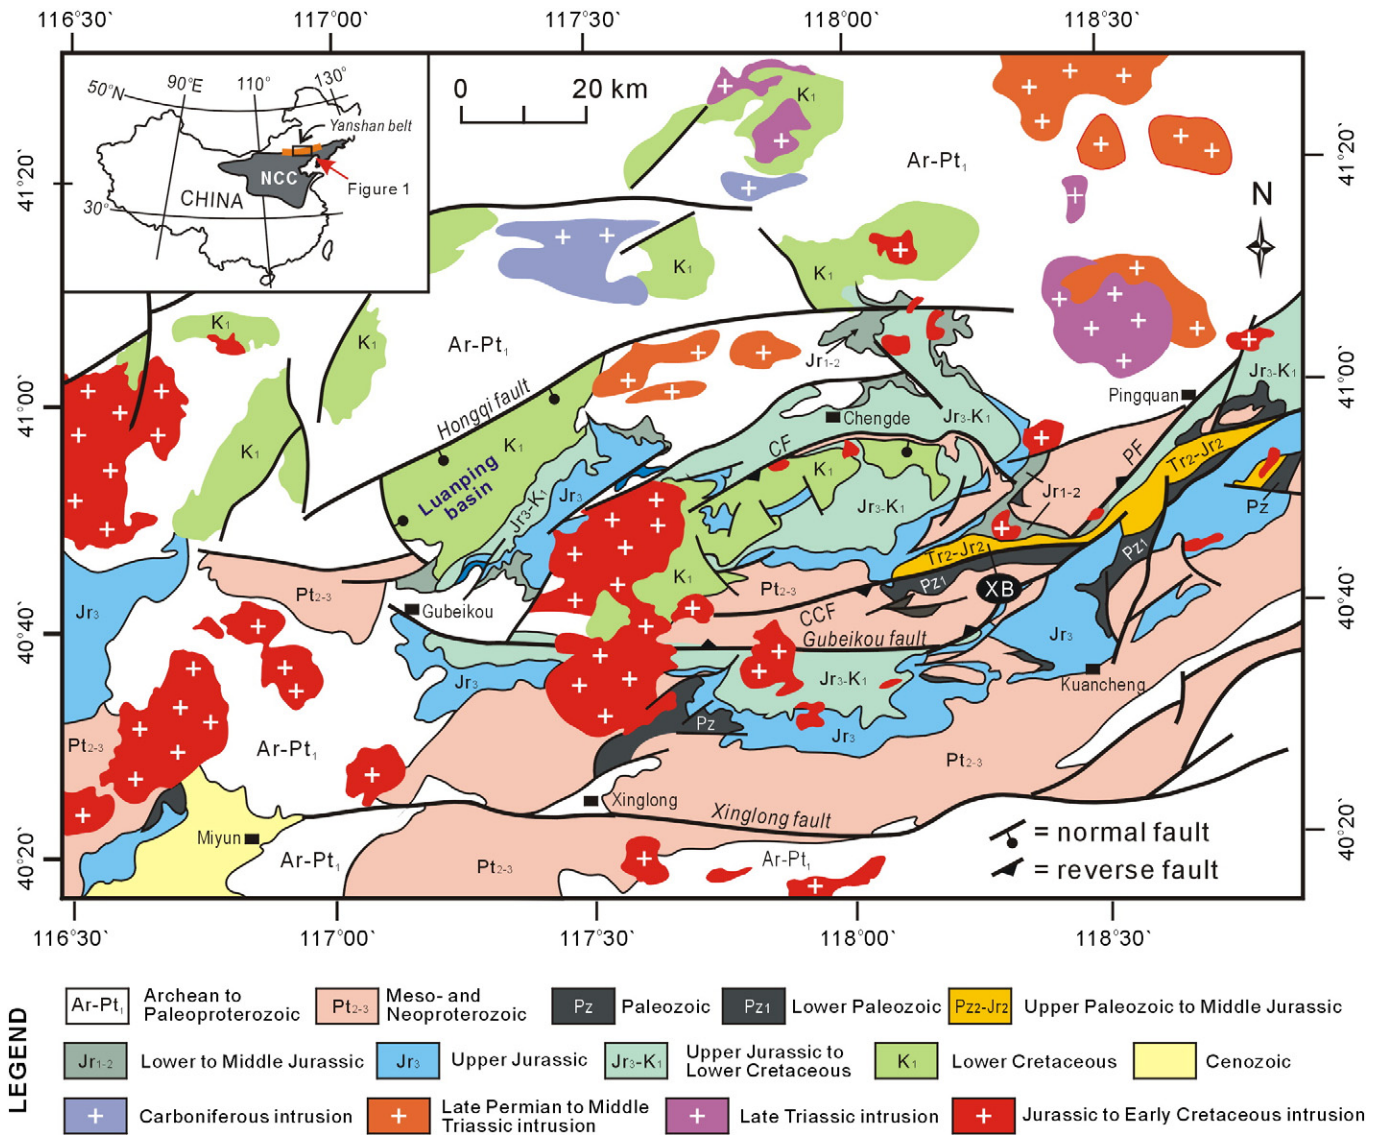 116°30` 117°00` 117°30` 118°00` 118°30`
50°N 90°E 110° 130°
Yanshan belt
NCC
CHINA
Figure 1
30°
0 20 km
K1
Ar-Pt1
N
41°20`
41°20`
K1
K1
K1
K1
Ar-Pt1
Jr1-2
Jr3-K1
41°00`
41°00`
Pingquan
Hongqi fault
Chengde
Jr3-K1
CF
PF
Tr2-Jr2
K1
K1
K1
Luanping
basin
Jr3-K1
Jr3
Jr3-K1
Jr1-2
Pz
Tr2-Jr2
Pz1
Pz1
XB
K1
Pt2-3
Pt2-3
Jr3
Gubeikou
CCF
Gubeikou fault
Jr3
40°40`
40°40`
Jr3
Jr3-K1
Kuancheng
Pz
Jr3
Pt2-3
Ar-Pt1
Pt2-3
Xinglong
Xinglong fault
Miyun
Ar-Pt1
Pt2-3
Ar-Pt1
= normal fault
= reverse fault
40°20`
40°20`
116°30` 117°00` 117°30` 118°00` 118°30`
LEGEND
Ar-Pt1 Archean to Paleoproterozoic
Pt2-3 Meso- and Neoproterozoic
Pz Paleozoic
Pz1 Lower Paleozoic
Pz2-Jr2 Upper Paleozoic to Middle Jurassic
Jr1-2 Lower to Middle Jurassic
Jr3 Upper Jurassic
Jr3-K1 Upper Jurassic to Lower Cretaceous
K1 Lower Cretaceous
Cenozoic
Carboniferous intrusion
Late Permian to Middle Triassic intrusion
Late Triassic intrusion
Jurassic to Early Cretaceous intrusion